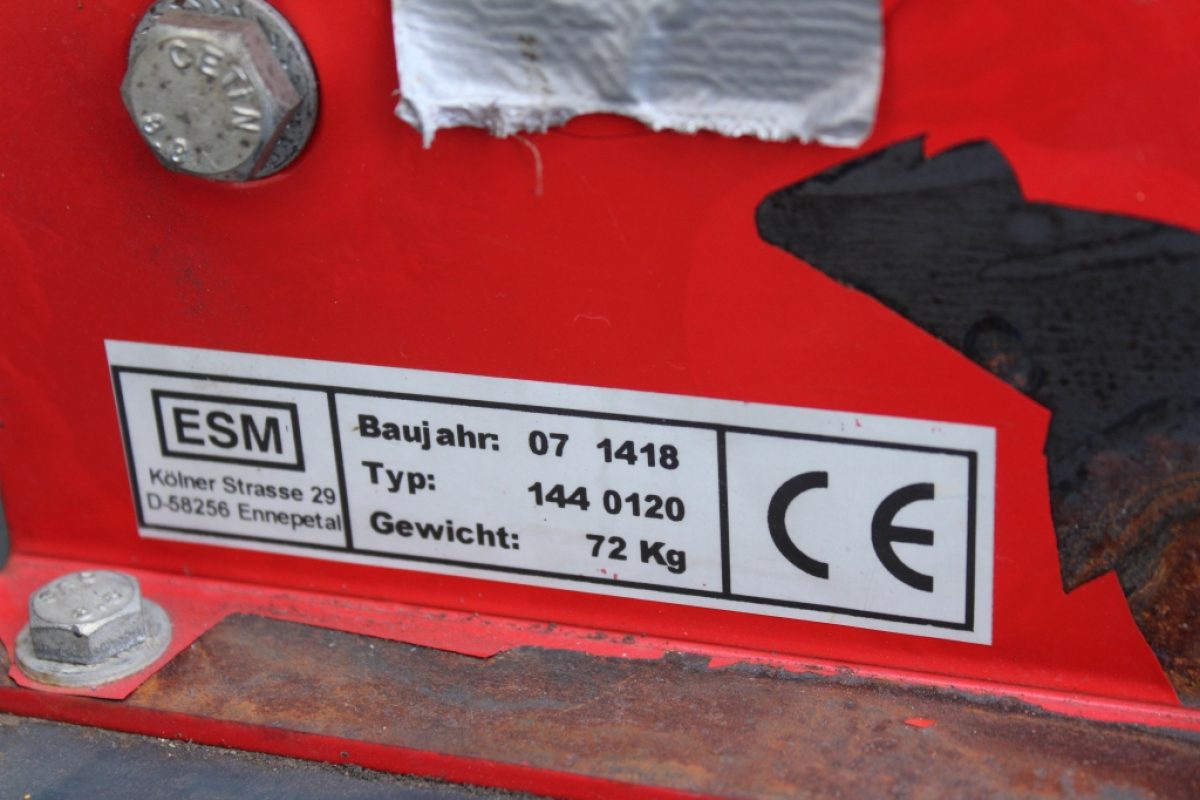 CETIN
8.8
ESM
Kölner Strasse 29
D-58256 Ennepetal
Baujahr: 07 1418
Typ: 144 0120
Gewicht: 72 Kg
CE